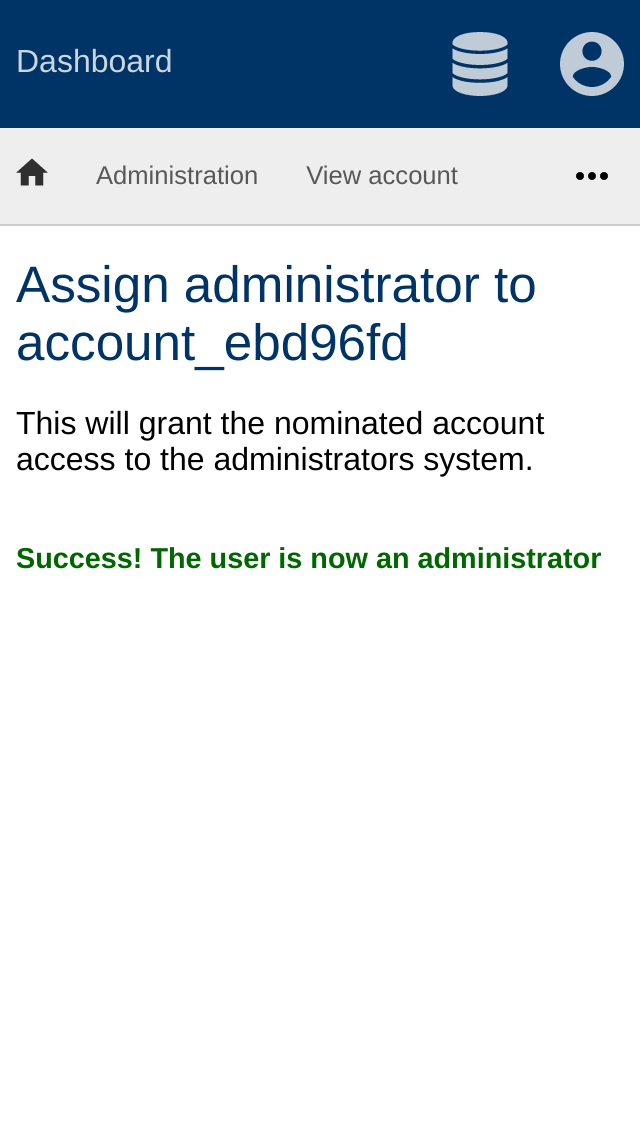 Dashboard
Administration
View account
Assign administrator to
account_ebd96fd
This will grant the nominated account
access to the administrators system.
Success! The user is now an administrator